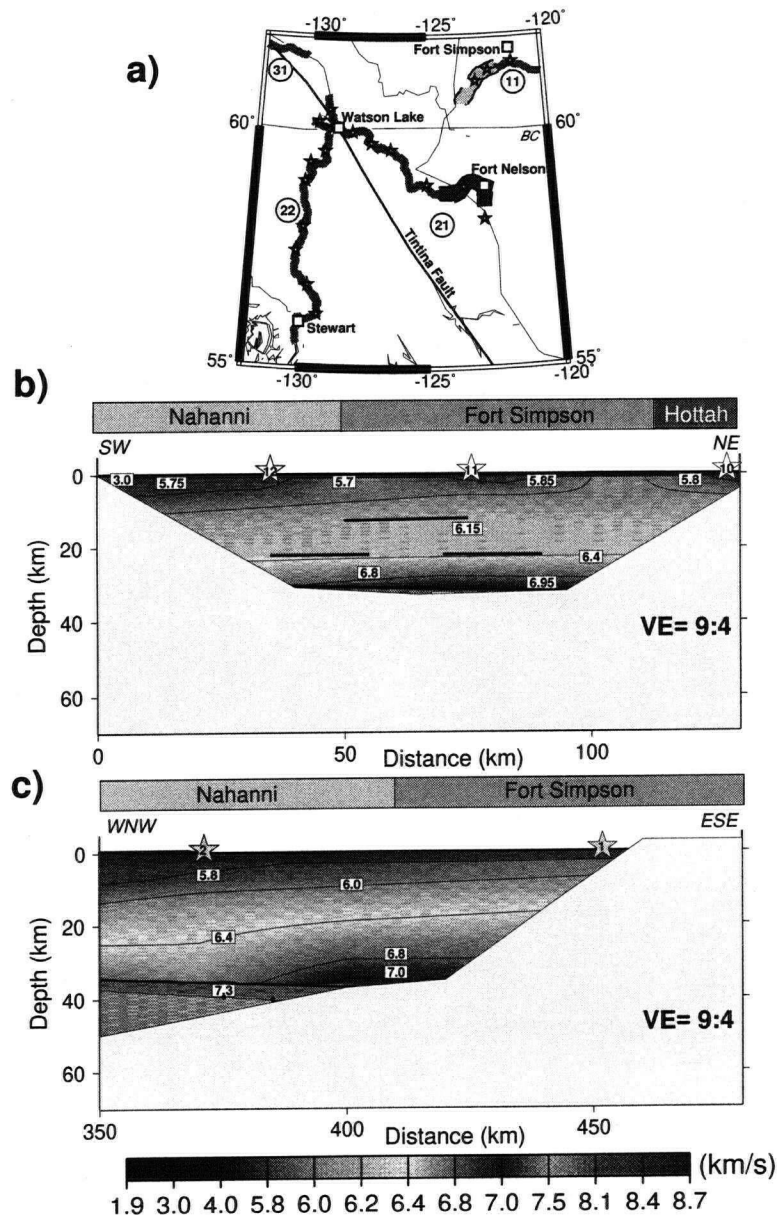 a)
-130° -125° -120°
Fort Simpson
31
11
Watson Lake
60° 60°
BC
Fort Nelson
22
21
Tintina Fault
Stewart
55° 55°
-130° -125° -120°
b)
Nahanni Fort Simpson Hottah
SW NE
12 11 10
0 3.0 5.75 5.7 5.85 5.8 0
6.15
20 6.4 20
6.8 6.95
40 VE= 9:4 40
60 60
Depth (km)
0 50 100
Distance (km)
c)
Nahanni Fort Simpson
WNW ESE
2 1
0 5.8 0
6.0
20 6.4 20
6.8
7.0
7.3
40 VE= 9:4 40
60 60
Depth (km)
350 400 450
Distance (km)
(km/s)
1.9 3.0 4.0 5.8 6.0 6.2 6.4 6.8 7.0 7.5 8.1 8.4 8.7